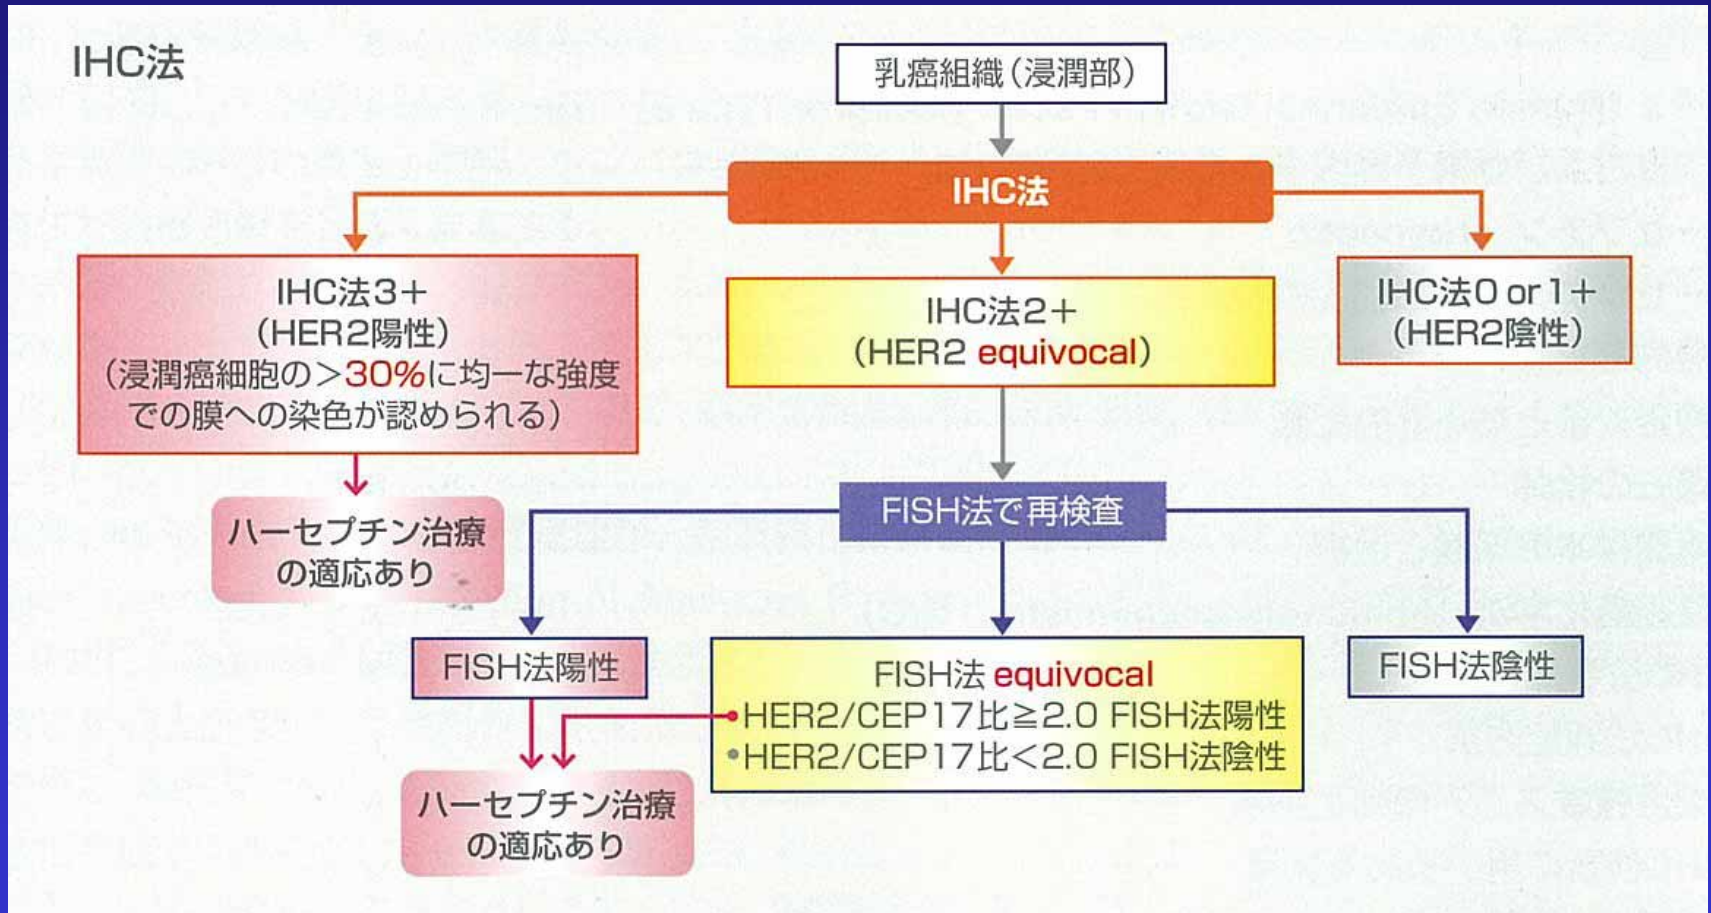 IHC法
乳癌組織（浸潤部）
IHC法
IHC法3＋
（HER2陽性）
（浸潤癌細胞の＞30%に均一な強度
での膜への染色が認められる）
IHC法2＋
（HER2 equivocal）
IHC法0 or 1＋
（HER2陰性）
ハーセプチン治療
の適応あり
FISH法で再検査
FISH法陽性
FISH法 equivocal
•HER2/CEP17比≧2.0 FISH法陽性
•HER2/CEP17比＜2.0 FISH法陰性
FISH法陰性
ハーセプチン治療
の適応あり